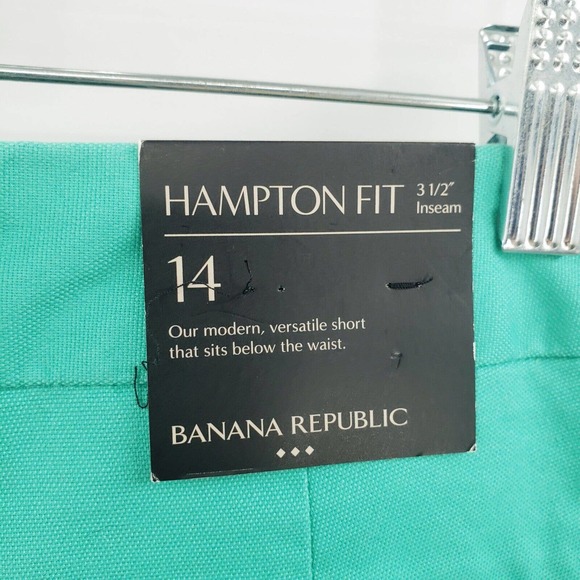 HAMPTON FIT 3 1/2″
Inseam
14
Our modern, versatile short
that sits below the waist.
BANANA REPUBLIC